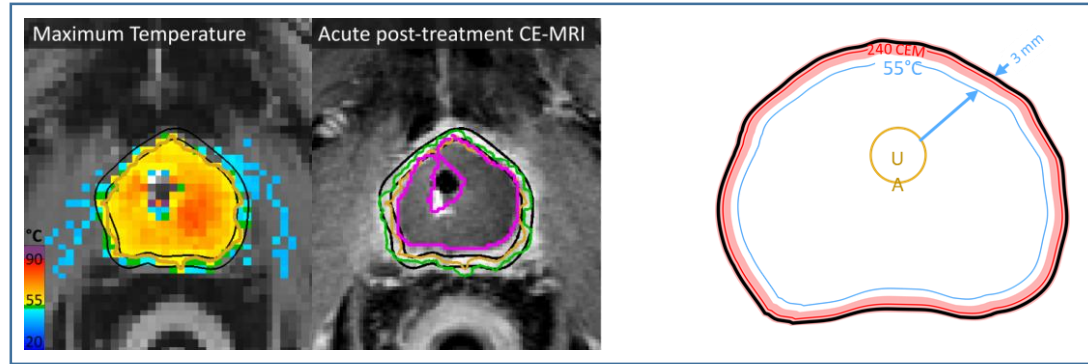 Maximum Temperature
Acute post-treatment CE-MRI
°C
90
55
20
240 CEM
55°C
3 mm
U
A